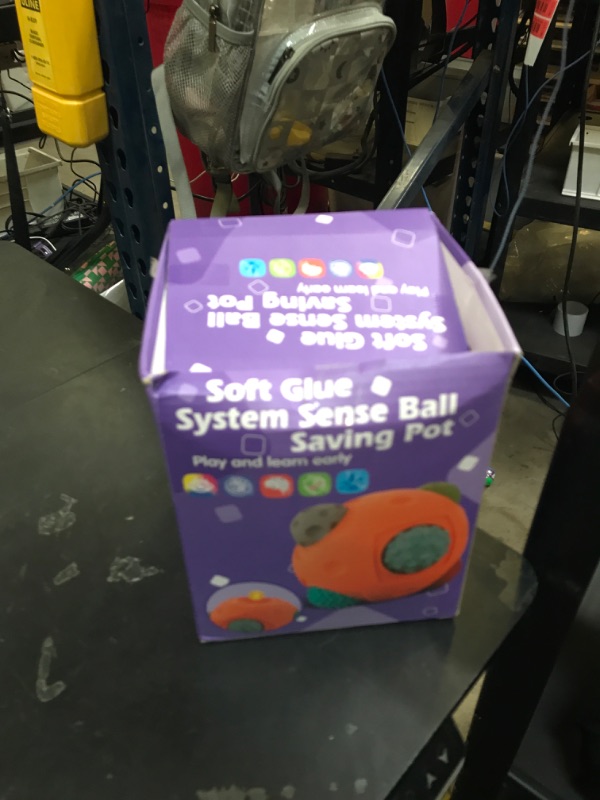 Play and learn early
Saving Pot
System Sense Ball
Soft Glue
Soft Glue
System Sense Ball
Saving Pot
Play and learn early